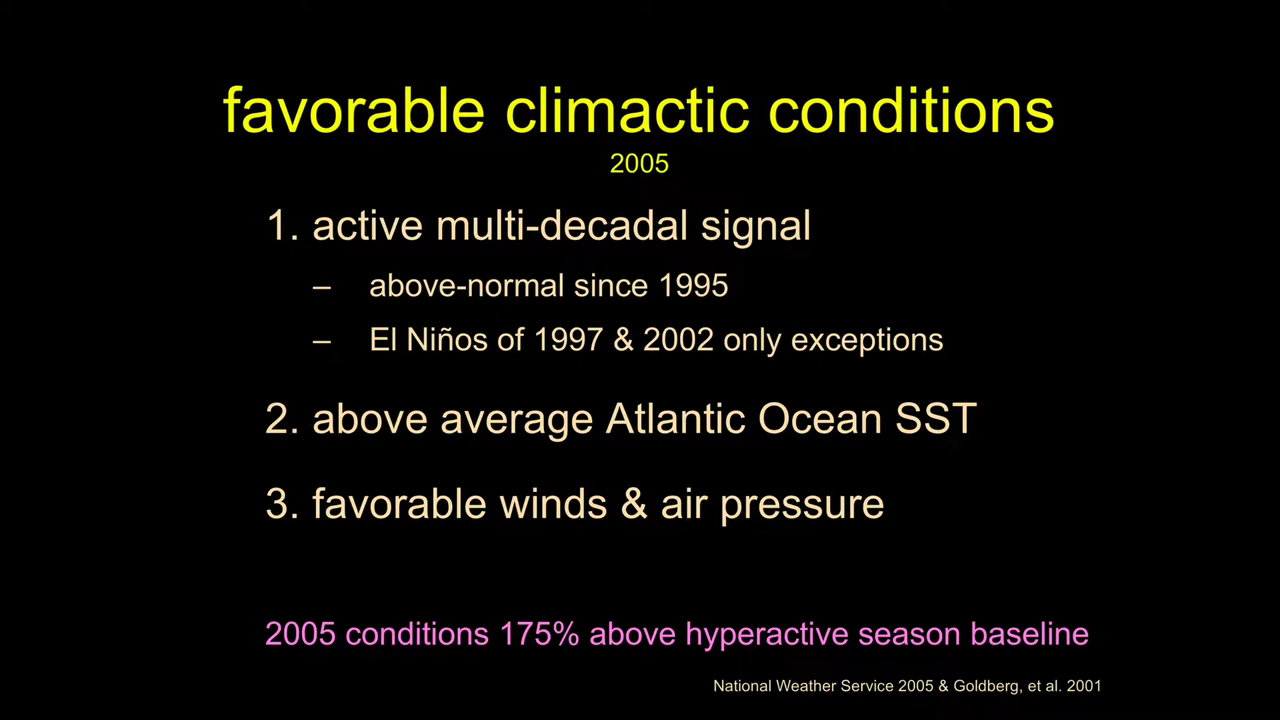 favorable climactic conditions
2005
1. active multi-decadal signal
– above-normal since 1995
– El Niños of 1997 & 2002 only exceptions
2. above average Atlantic Ocean SST
3. favorable winds & air pressure
2005 conditions 175% above hyperactive season baseline
National Weather Service 2005 & Goldberg, et al. 2001